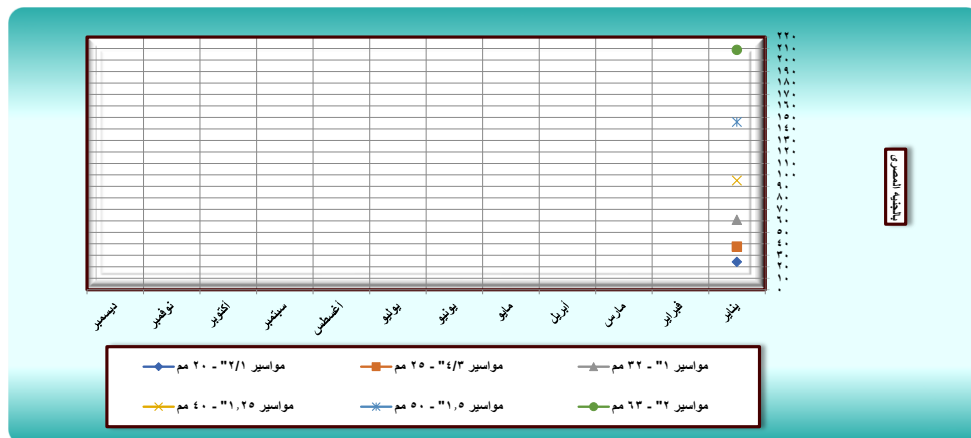 ٢٢٠
٢١٠
٢٠٠
١٩٠
١٨٠
١٧٠
١٦٠
١٥٠
١٤٠
١٣٠
١٢٠
١١٠
١٠٠
٩٠
٨٠
٧٠
٦٠
٥٠
٤٠
٣٠
٢٠
١٠
٠
بالجنيه المصرى
يناير
فبراير
مارس
أبريل
مايو
يونيو
يوليو
أغسطس
سبتمبر
أكتوبر
نوفمبر
ديسمبر
مواسير ٢/١" - ٢٠ مم
مواسير ٤/٣" - ٢٥ مم
مواسير ١" - ٣٢ مم
مواسير ١,٢٥" - ٤٠ مم
مواسير ١,٥" - ٥٠ مم
مواسير ٢" - ٦٣ مم